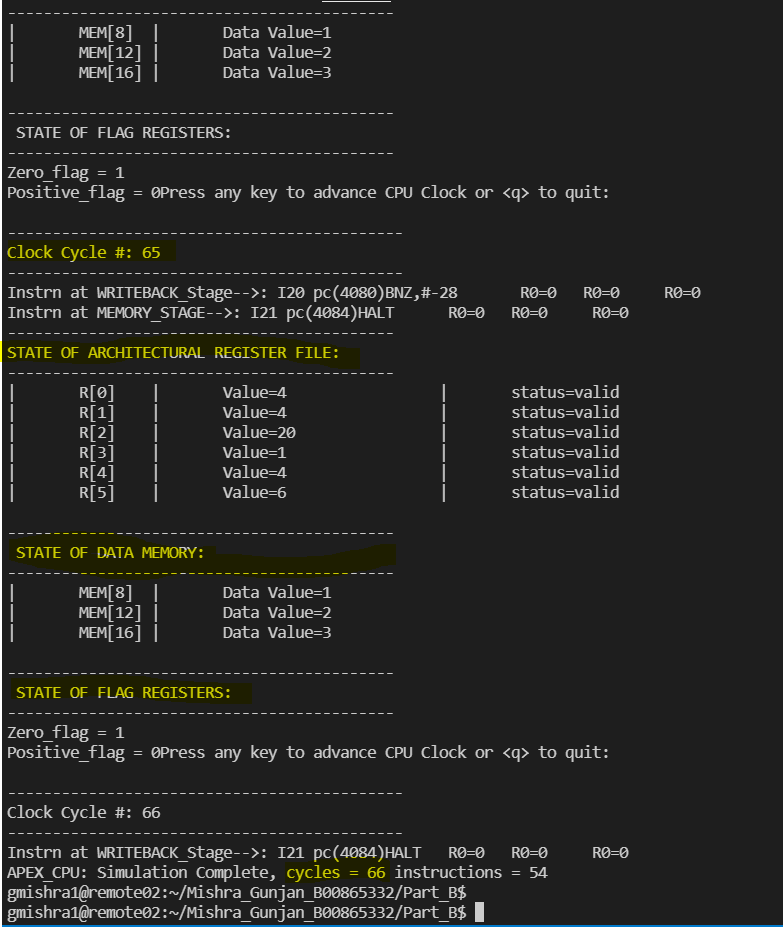 -------------------------------------------
|       MEM[8]  |       Data Value=1
|       MEM[12] |       Data Value=2
|       MEM[16] |       Data Value=3
-------------------------------------------
 STATE OF FLAG REGISTERS:
-------------------------------------------
Zero_flag = 1
Positive_flag = 0Press any key to advance CPU Clock or <q> to quit:
--------------------------------------------
Clock Cycle #: 65
--------------------------------------------
Instrn at WRITEBACK_Stage-->: I20 pc(4080)BNZ,#-28       R0=0   R0=0     R0=0
Instrn at MEMORY_STAGE-->: I21 pc(4084)HALT      R0=0   R0=0     R0=0
-------------------------------------------
STATE OF ARCHITECTURAL REGISTER FILE:
-------------------------------------------
|       R[0]    |       Value=4                 |       status=valid
|       R[1]    |       Value=4                 |       status=valid
|       R[2]    |       Value=20                |       status=valid
|       R[3]    |       Value=1                 |       status=valid
|       R[4]    |       Value=4                 |       status=valid
|       R[5]    |       Value=6                 |       status=valid
-------------------------------------------
 STATE OF DATA MEMORY:
-------------------------------------------
|       MEM[8]  |       Data Value=1
|       MEM[12] |       Data Value=2
|       MEM[16] |       Data Value=3
-------------------------------------------
 STATE OF FLAG REGISTERS:
-------------------------------------------
Zero_flag = 1
Positive_flag = 0Press any key to advance CPU Clock or <q> to quit:
--------------------------------------------
Clock Cycle #: 66
--------------------------------------------
Instrn at WRITEBACK_Stage-->: I21 pc(4084)HALT   R0=0   R0=0     R0=0
APEX_CPU: Simulation Complete, cycles = 66 instructions = 54
gmishra1@remote02:~/Mishra_Gunjan_B00865332/Part_B$
gmishra1@remote02:~/Mishra_Gunjan_B00865332/Part_B$